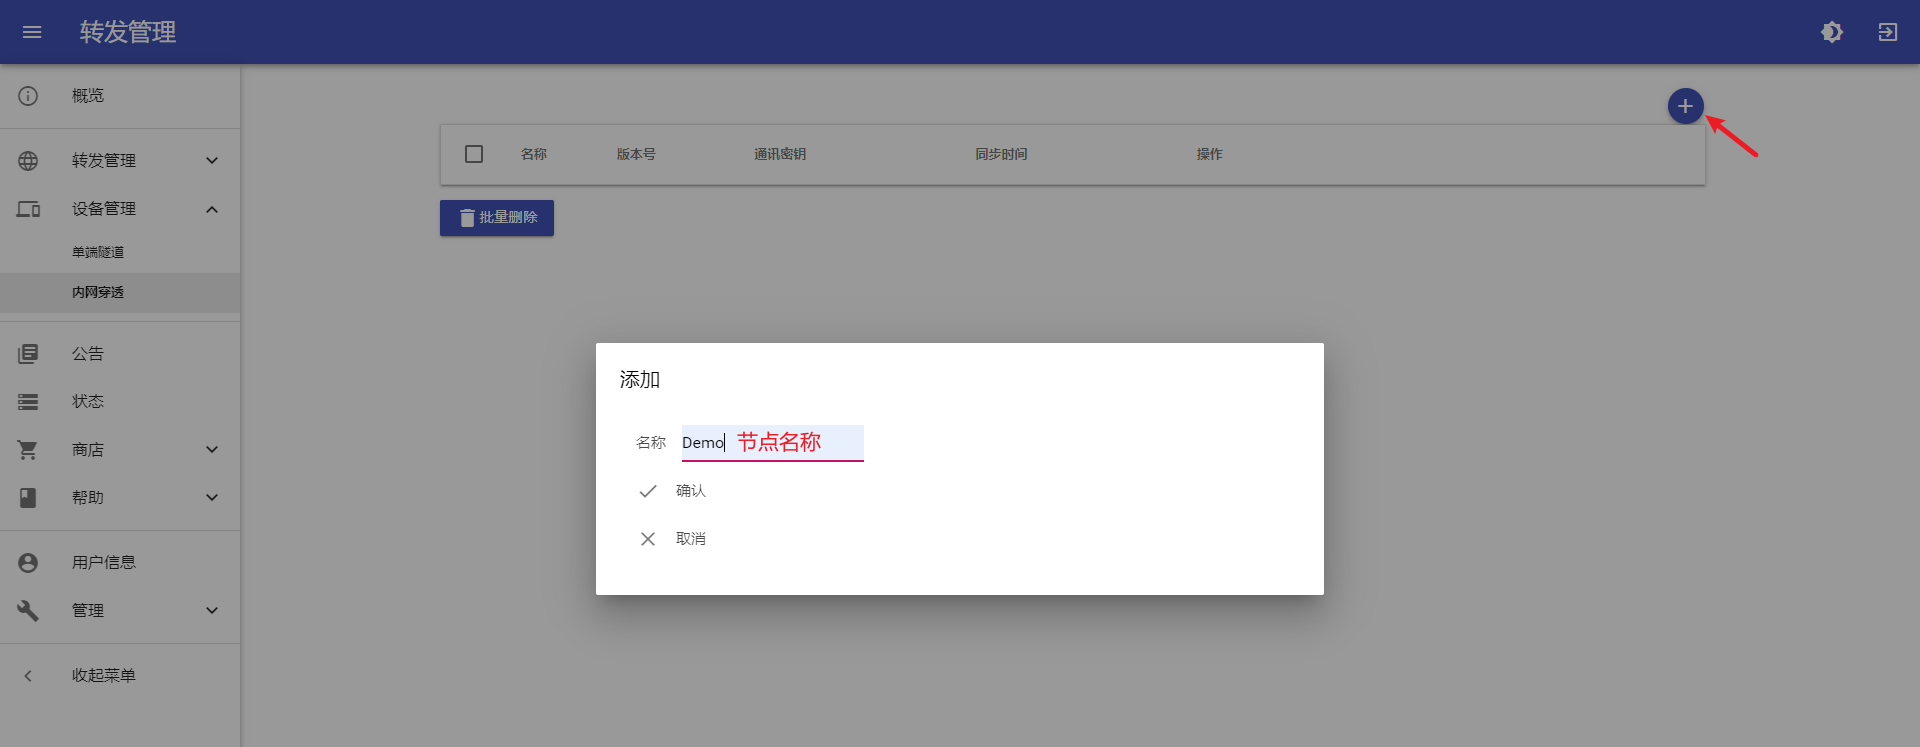 转发管理
概览
转发管理
设备管理
单端隧道
内网穿透
公告
状态
商店
帮助
用户信息
管理
收起菜单
名称 版本号 通讯密钥 同步时间 操作
批量删除
添加
名称 Demo 节点名称
确认
取消